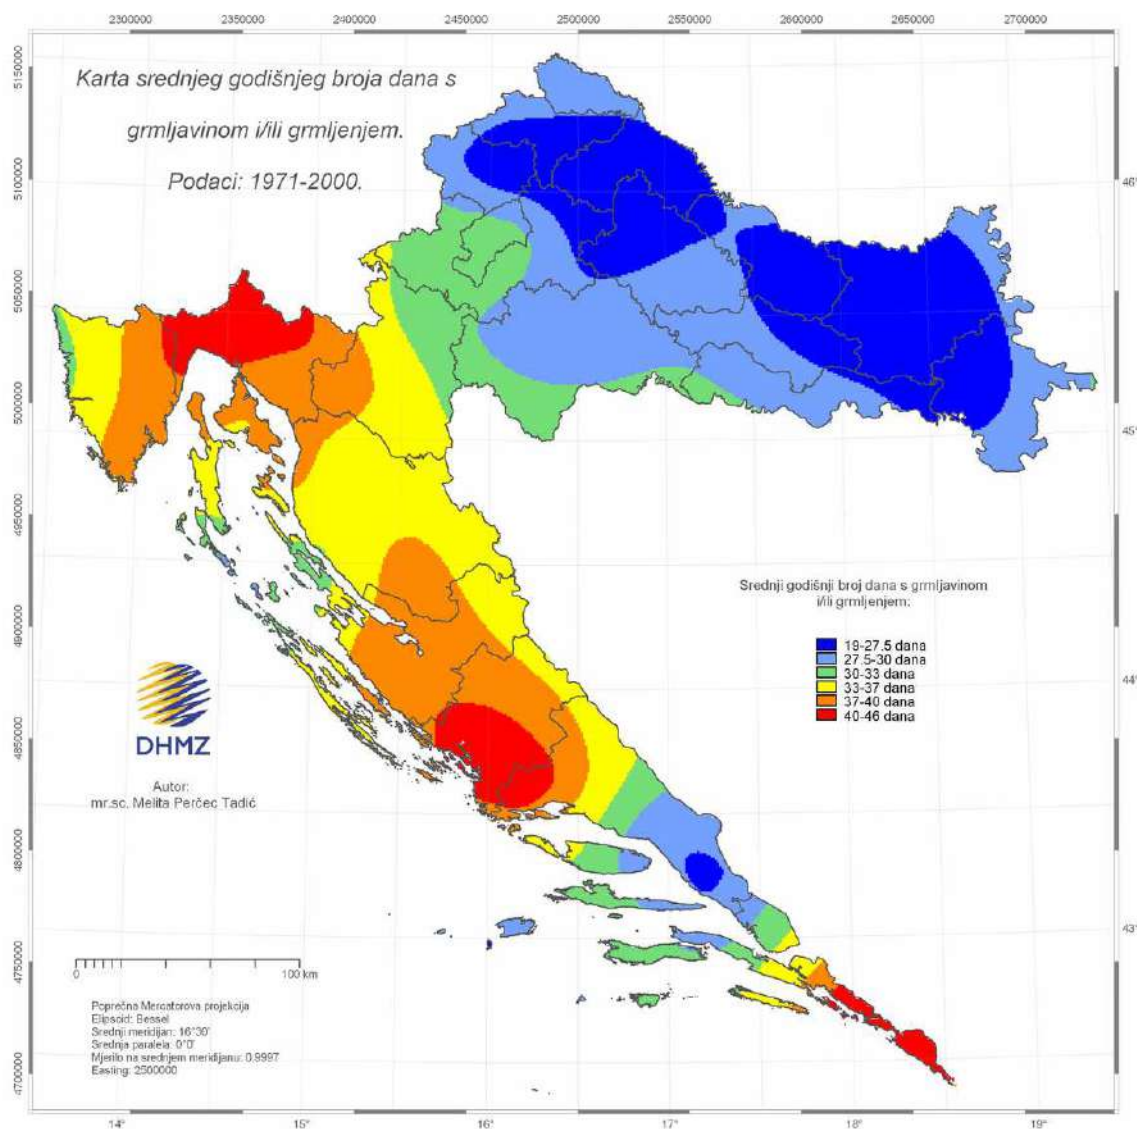 2300000 2350000 2400000 2450000 2500000 2550000 2600000 2650000 2700000
Karta srednjeg godišnjeg broja dana s
grmljavinom i/ili grmljenjem.
Podaci: 1971-2000.
5150000
5100000
5050000
5000000
4950000
4900000
4850000
4800000
4750000
4700000
46°
45°
44°
43°
Srednji godišnji broj dana s grmljavinom
i/ili grmljenjem:
19-27.5 dana
27.5-30 dana
30-33 dana
33-37 dana
37-40 dana
40-46 dana
DHMZ
Autor:
mr.sc. Melita Perčec Tadić
0 100 km
Poprečna Mercatorova projekcija
Elipsoid: Bessel
Srednji meridijan: 16°30'
Srednja paralela: 0°0'
Mjerilo na srednjem meridijanu: 0.9997
Easting: 2500000
14° 15° 16° 17° 18° 19°